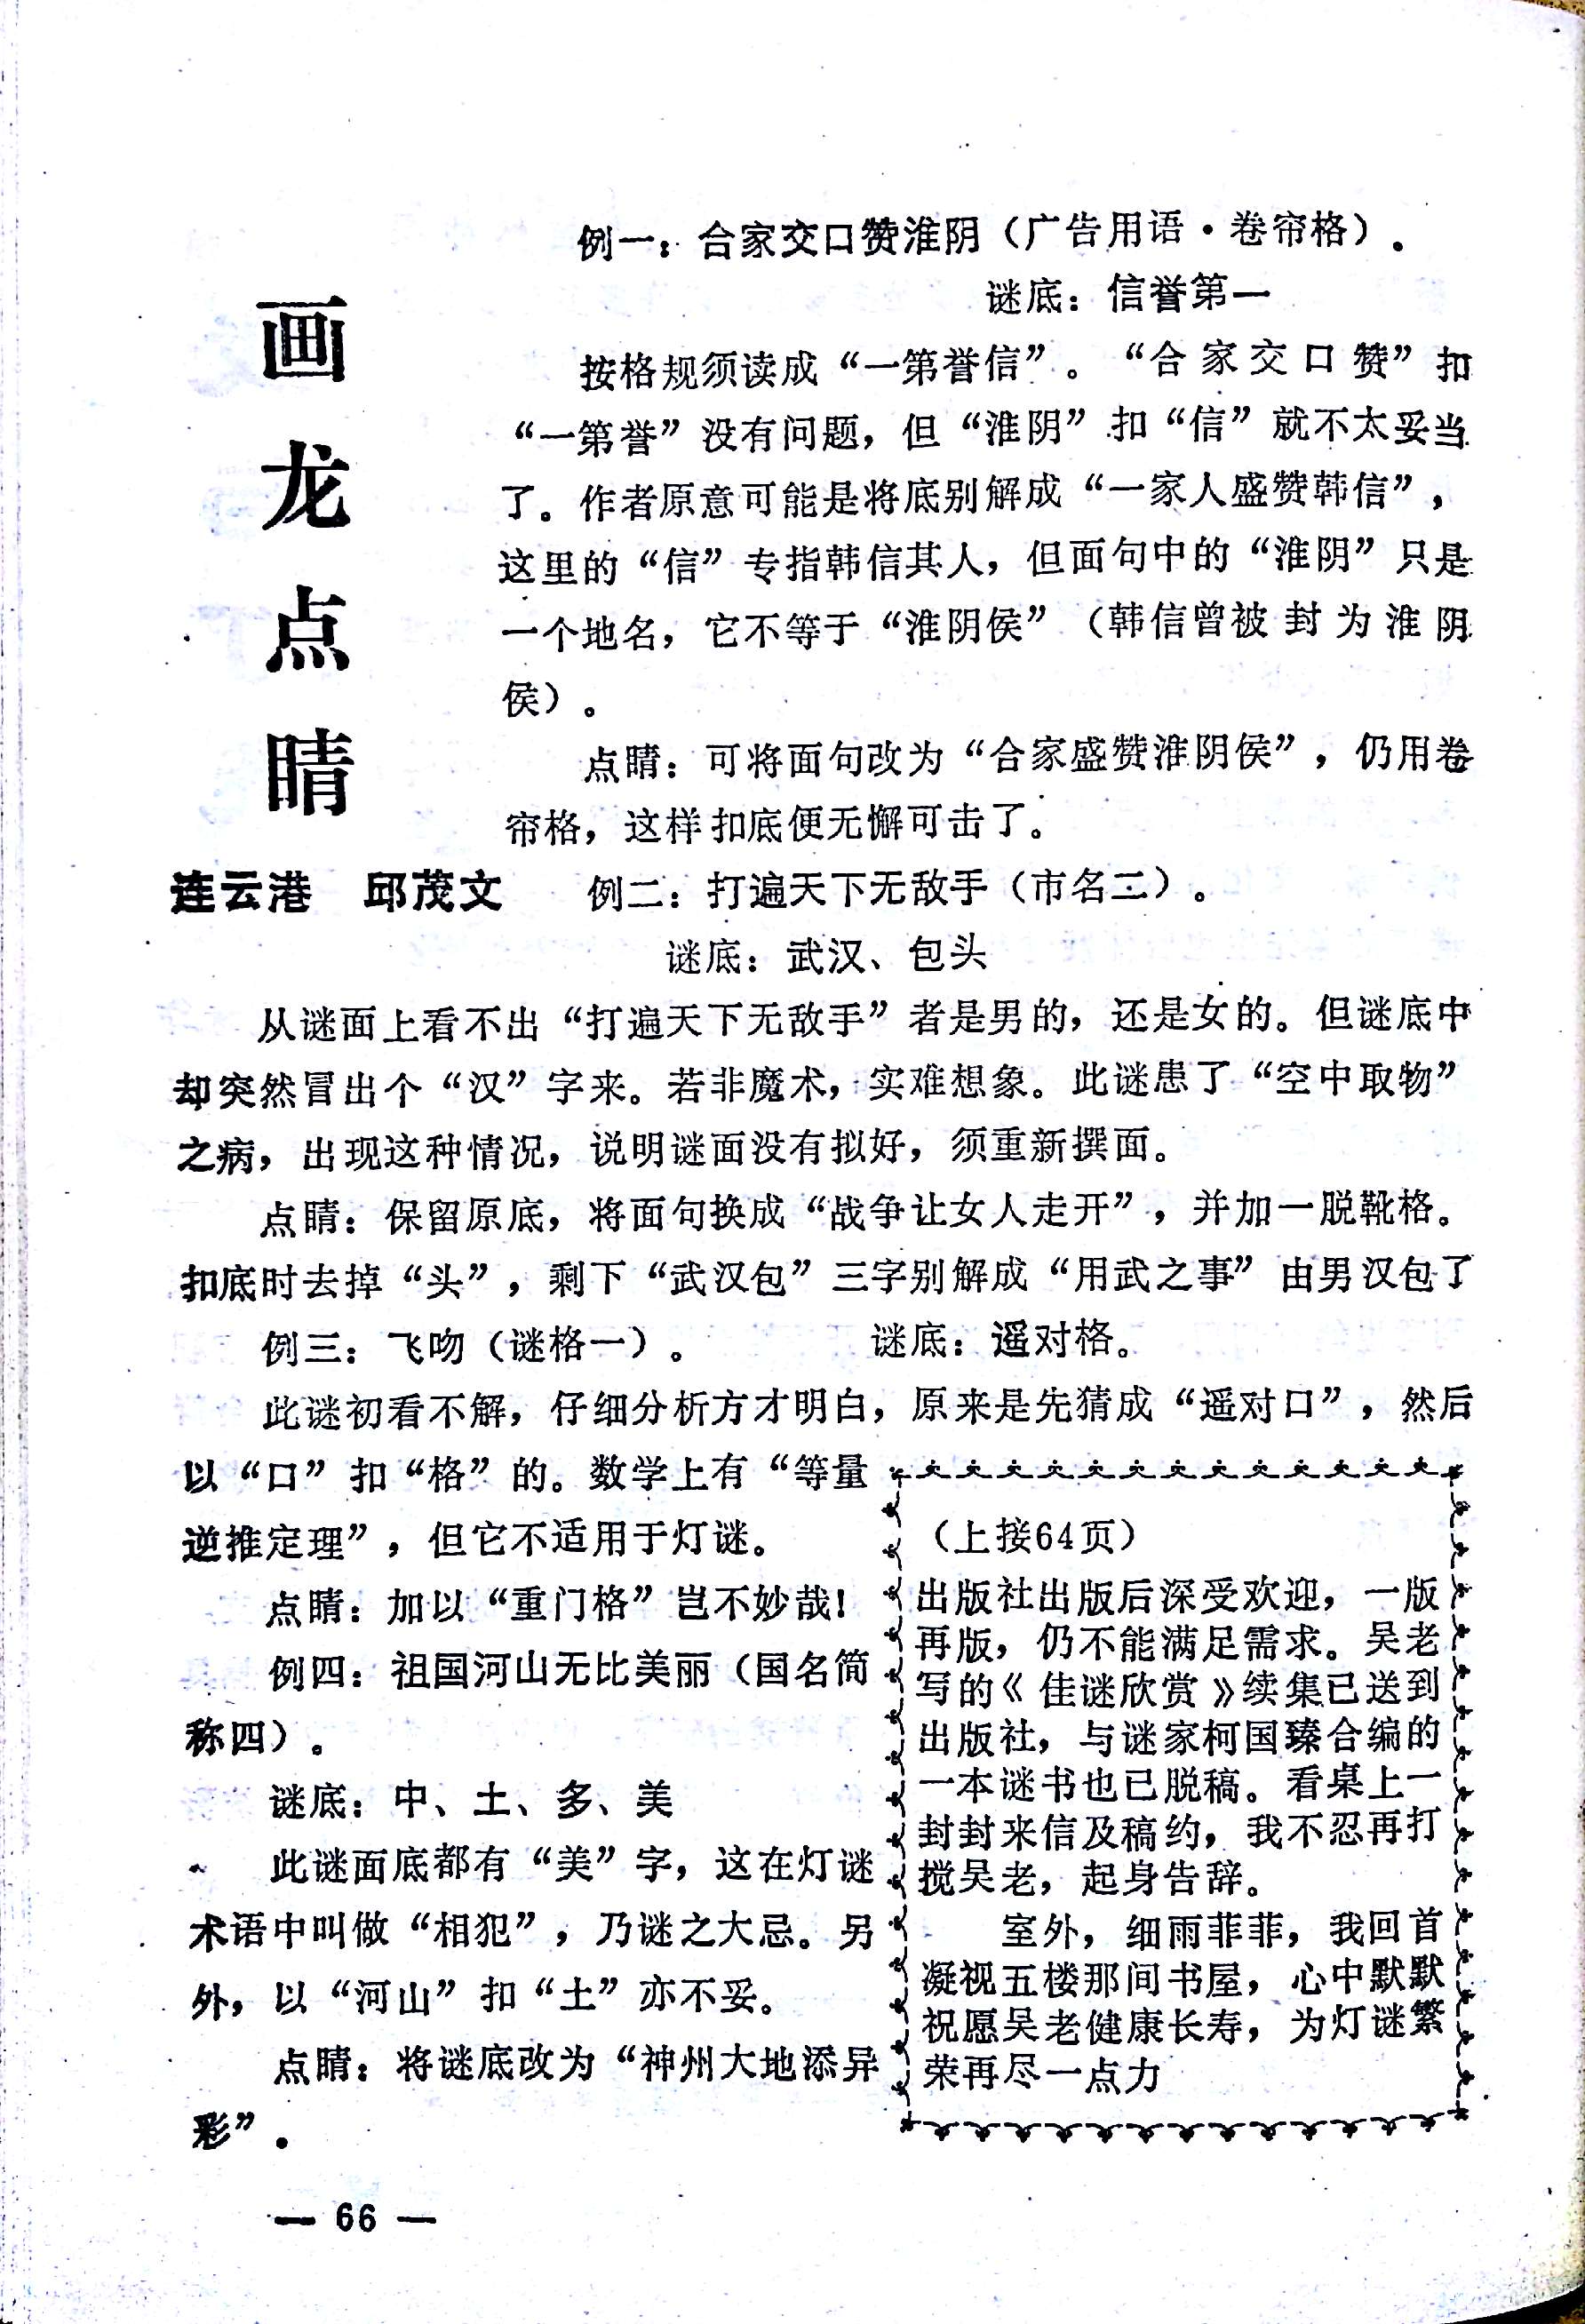 画龙点睛
连云港　邱茂文
例一：合家交口赞淮阴（广告用语·卷帘格）．
谜底：信誉第一
按格规须读成“一第誉信”。“合家交口赞”扣
“一第誉”没有问题，但“淮阴”扣“信”就不太妥当
了。作者原意可能是将底别解成“一家人盛赞韩信”，
这里的“信”专指韩信其人，但面句中的“淮阴”只是
一个地名，它不等于“淮阴侯”（韩信曾被封为淮阴
侯）。
点睛：可将面句改为“合家盛赞淮阴侯”，仍用卷
帘格，这样扣底便无懈可击了。
例二：打遍天下无敌手（市名二）。
谜底：武汉、包头
从谜面上看不出“打遍天下无敌手”者是男的，还是女的。但谜底中
却突然冒出个“汉”字来。若非魔术，实难想象。此谜患了“空中取物”
之病，出现这种情况，说明谜面没有拟好，须重新撰面。
点睛：保留原底，将面句换成“战争让女人走开”，并加一脱靴格。
扣底时去掉“头”，剩下“武汉包”三字别解成“用武之事”由男汉包了
例三：飞吻（谜格一）。　谜底：遥对格。
此谜初看不解，仔细分析方才明白，原来是先猜成“遥对口”，然后
以“口”扣“格”的。数学上有“等量
逆推定理”，但它不适用于灯谜。
点睛：加以“重门格”岂不妙哉！
例四：祖国河山无比美丽（国名简
称四）。
谜底：中、土、多、美
此谜面底都有“美”字，这在灯谜
术语中叫做“相犯”，乃谜之大忌。另
外，以“河山”扣“土”亦不妥。
点睛：将谜底改为“神州大地添异
彩”．
（上接64页）
出版社出版后深受欢迎，一版
再版，仍不能满足需求。吴老
写的《佳谜欣赏》续集已送到
出版社，与谜家柯国臻合编的
一本谜书也已脱稿。看桌上一
封封来信及稿约，我不忍再打
搅吴老，起身告辞。
室外，细雨菲菲，我回首
凝视五楼那间书屋，心中默默
祝愿吴老健康长寿，为灯谜繁
荣再尽一点力
— 66 —